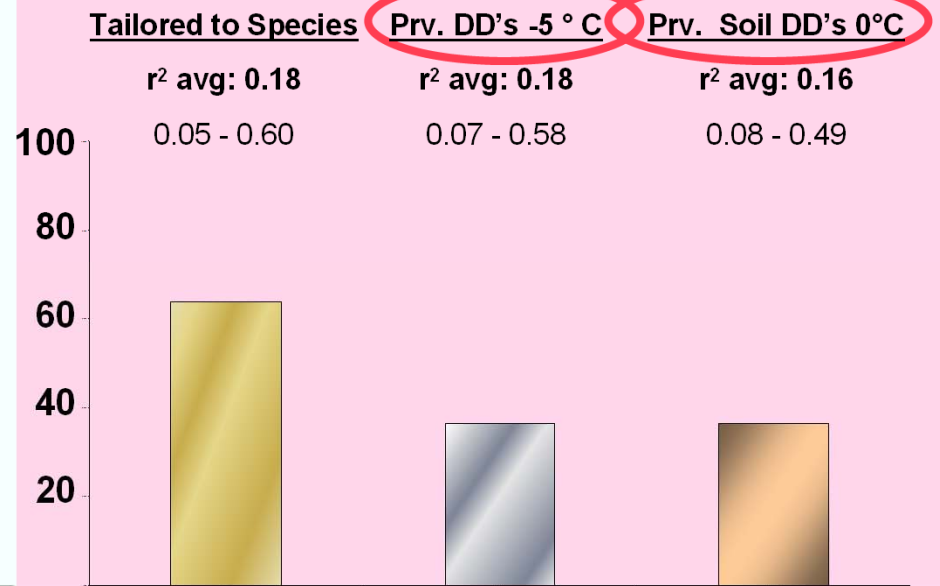 Tailored to Species Prv. DD’s -5 ° C Prv. Soil DD’s 0°C
r² avg: 0.18 r² avg: 0.18 r² avg: 0.16
0.05 - 0.60 0.07 - 0.58 0.08 - 0.49
100
80
60
40
20